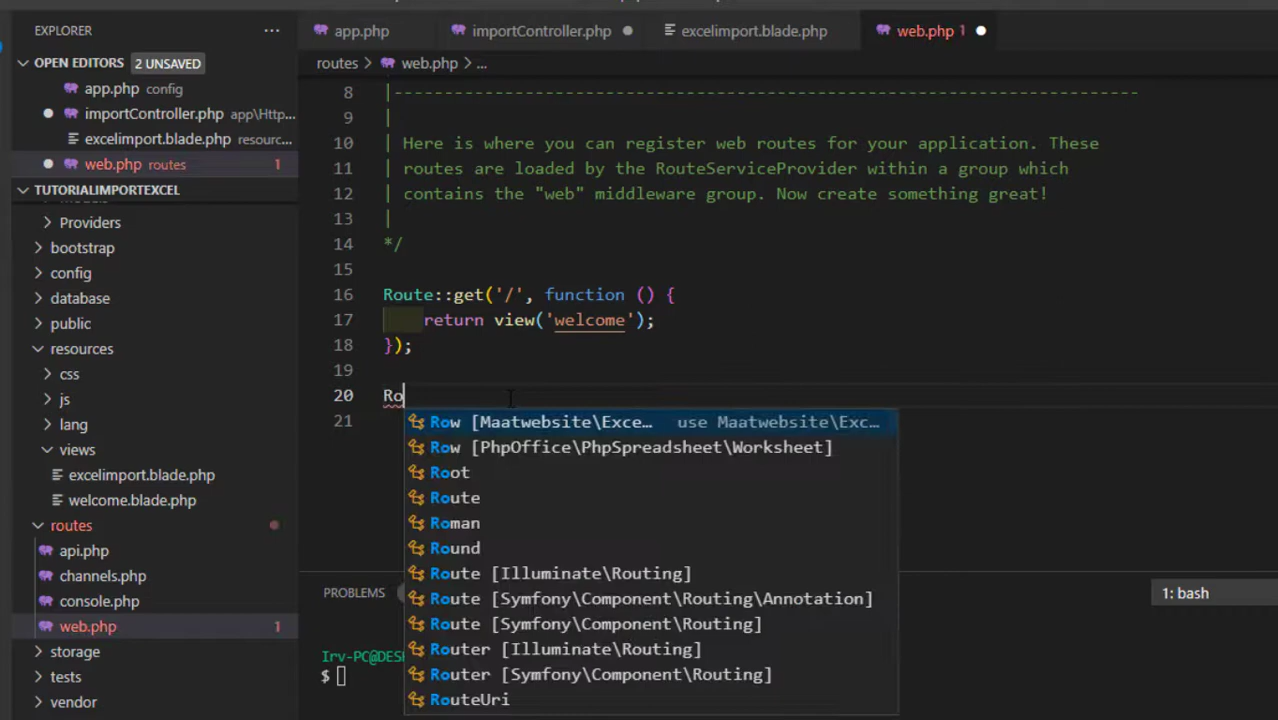 EXPLORER ...
OPEN EDITORS 2 UNSAVED
app.php config
importController.php app\Http...
excelimport.blade.php resourc...
web.php routes 1
TUTORIALIMPORTEXCEL
Providers
bootstrap
config
database
public
resources
css
js
lang
views
excelimport.blade.php
welcome.blade.php
routes
api.php
channels.php
console.php
web.php 1
storage
tests
vendor
app.php importController.php excelimport.blade.php web.php 1
routes > web.php > ...
8 |--------------------------------------------------------------------------
9 |
10 | Here is where you can register web routes for your application. These
11 | routes are loaded by the RouteServiceProvider within a group which
12 | contains the "web" middleware group. Now create something great!
13 |
14 */
15
16 Route::get('/', function () {
17 return view('welcome');
18 });
19
20 Ro
21
Row [Maatwebsite\Exce... use Maatwebsite\Exc...
Row [PhpOffice\PhpSpreadsheet\Worksheet]
Root
Route
Roman
Round
Route [Illuminate\Routing]
Route [Symfony\Component\Routing\Annotation]
Route [Symfony\Component\Routing]
Router [Illuminate\Routing]
Router [Symfony\Component\Routing]
RouteUri
PROBLEMS 1: bash
Irv-PC@DESK
$